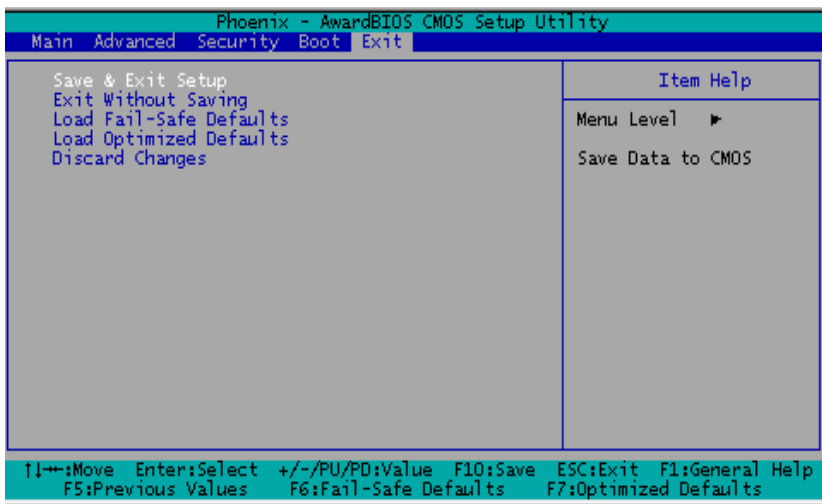 Phoenix - AwardBIOS CMOS Setup Utility
Main Advanced Security Boot Exit
Save & Exit Setup
Exit Without Saving
Load Fail-Safe Defaults
Load Optimized Defaults
Discard Changes
Item Help
Menu Level ▶
Save Data to CMOS
↑↓→←:Move Enter:Select +/-/PU/PD:Value F10:Save ESC:Exit F1:General Help
F5:Previous Values F6:Fail-Safe Defaults F7:Optimized Defaults